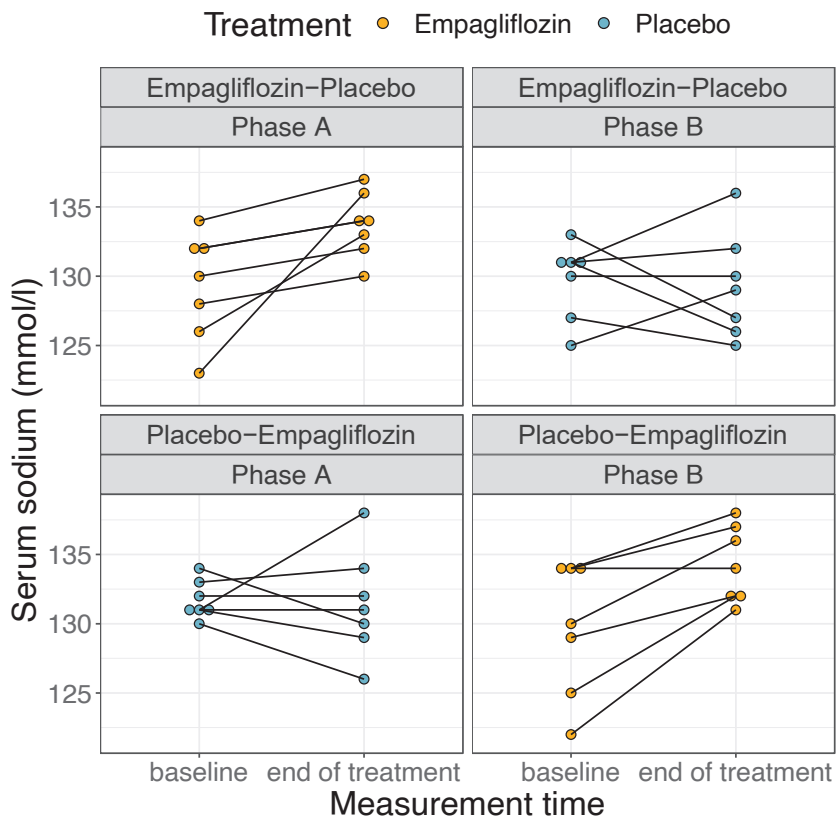 Treatment Empagliflozin Placebo
Empagliflozin−Placebo Empagliflozin−Placebo
Phase A Phase B
135
130
125
Placebo−Empagliflozin Placebo−Empagliflozin
Phase A Phase B
135
130
125
Serum sodium (mmol/l)
baseline end of treatment baseline end of treatment
Measurement time